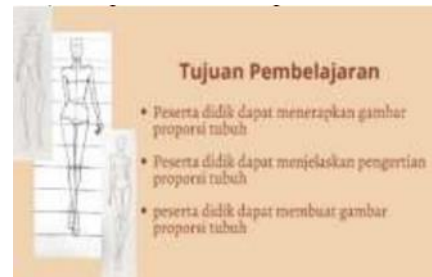 Tujuan Pembelajaran
• Peserta didik dapat menerapkan gambar
proporsi tubuh
• Peserta didik dapat menjelaskan pengertian
proporsi tubuh
• peserta didik dapat membuat gambar
proporsi tubuh